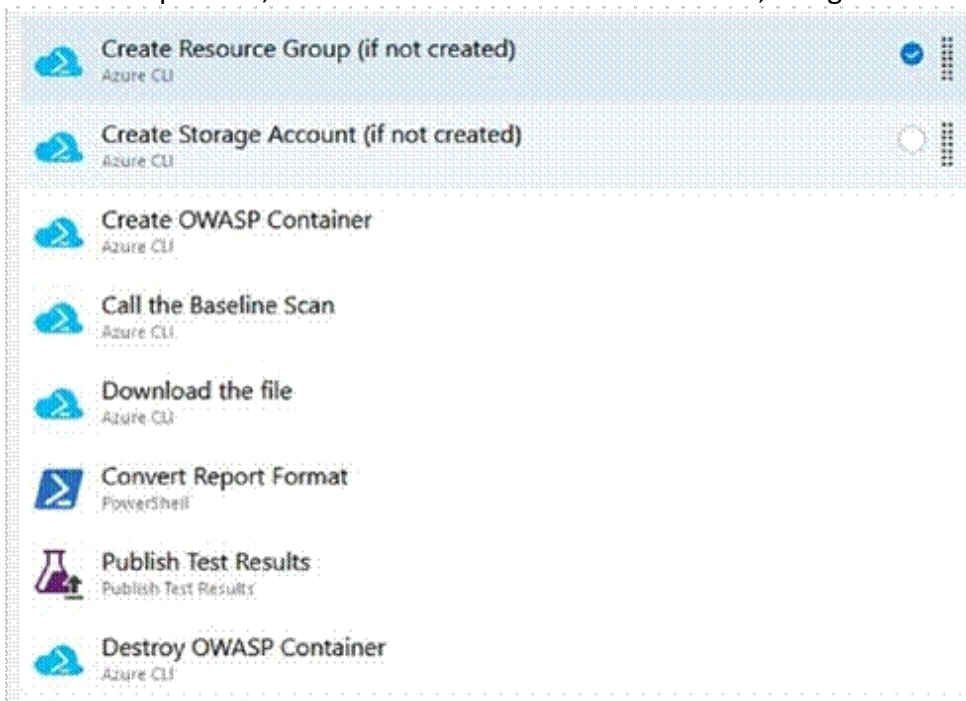 Create Resource Group (if not created)
Azure CLI
Create Storage Account (if not created)
Azure CLI
Create OWASP Container
Azure CLI
Call the Baseline Scan
Azure CLI
Download the file
Azure CLI
Convert Report Format
PowerShell
Publish Test Results
Publish Test Results
Destroy OWASP Container
Azure CLI